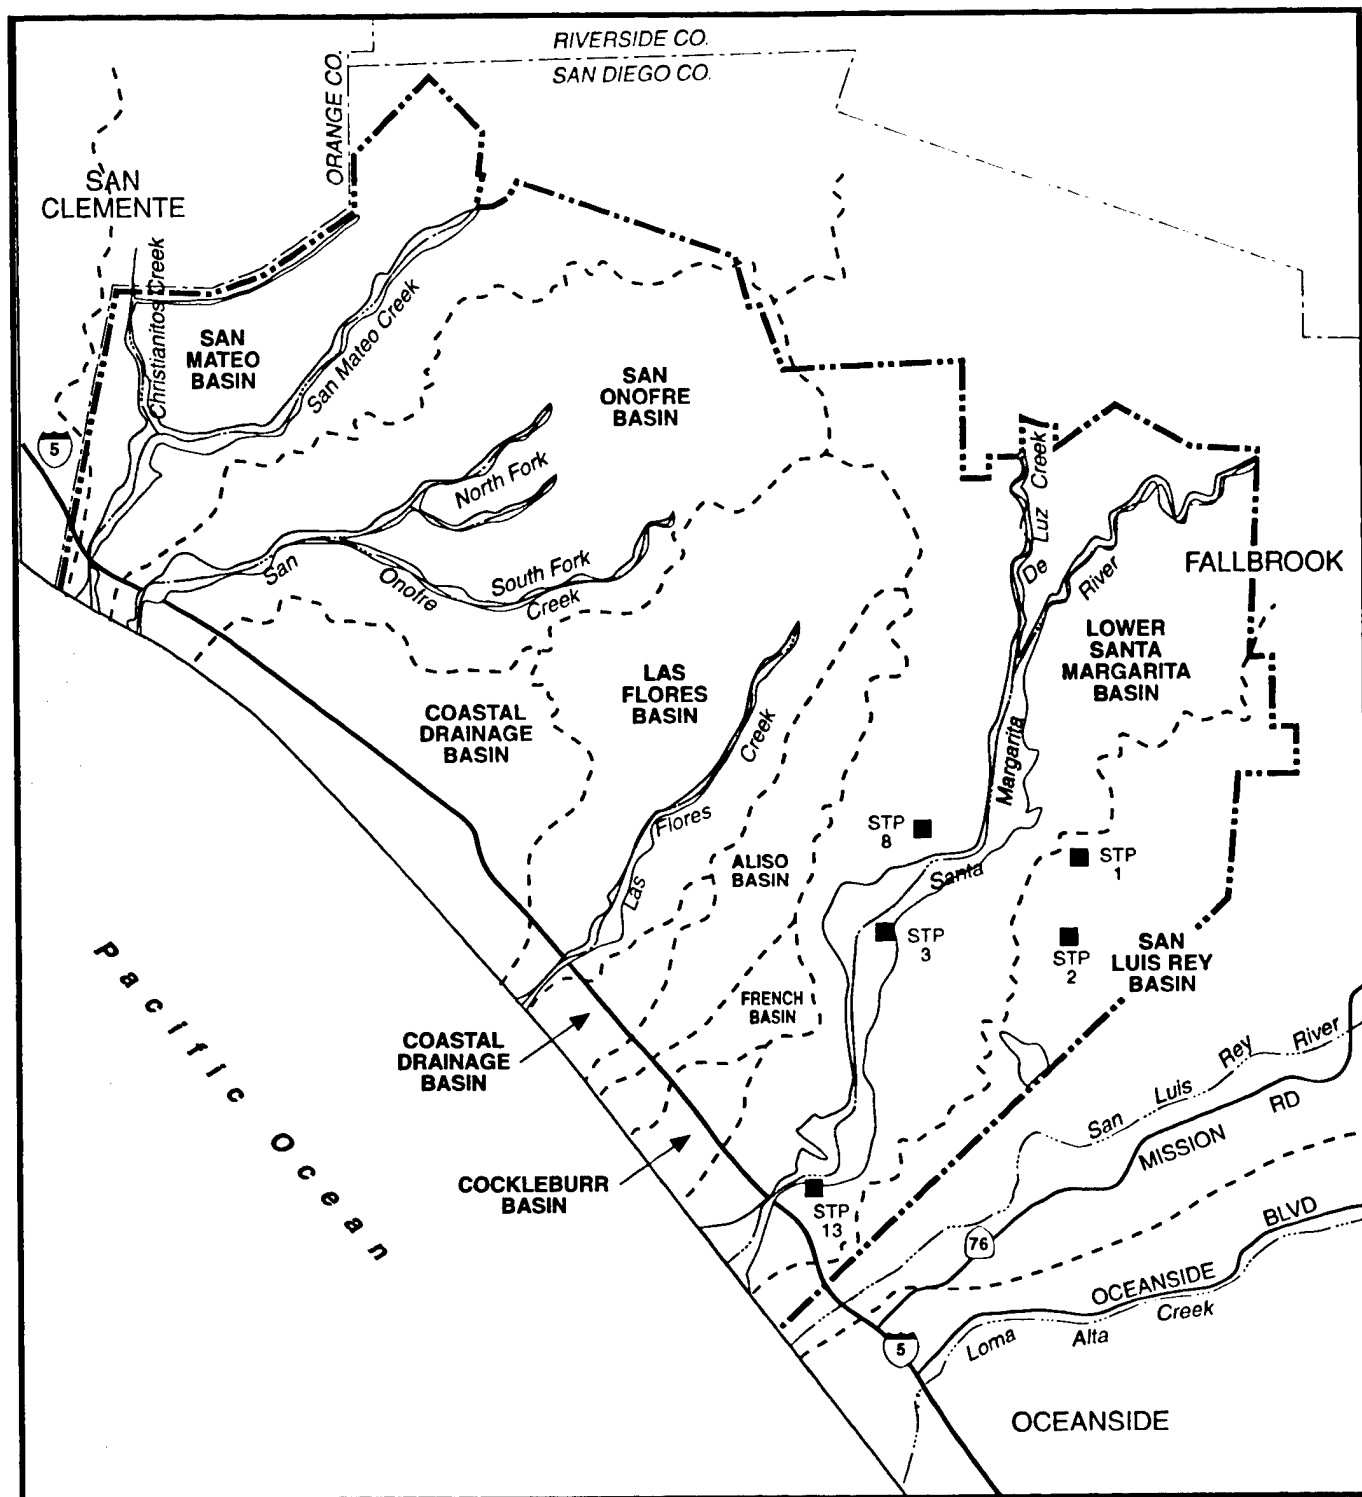 RIVERSIDE CO.
SAN DIEGO CO.
ORANGE CO.
SAN
CLEMENTE
Christianitos Creek
SAN
MATEO
BASIN
San Mateo Creek
SAN
ONOFRE
BASIN
5
North Fork
San Onofre Creek
South Fork
De Luz Creek
River
FALLBROOK
LOWER
SANTA
MARGARITA
BASIN
LAS
FLORES
BASIN
COASTAL
DRAINAGE
BASIN
Las Flores Creek
Santa Margarita
STP
8
STP
1
ALISO
BASIN
STP
3
STP
2
SAN
LUIS REY
BASIN
FRENCH
BASIN
Pacific Ocean
COASTAL
DRAINAGE
BASIN
San Luis Rey River
MISSION RD
COCKLEBURR
BASIN
STP
13
76
OCEANSIDE BLVD
Loma Alta Creek
5
OCEANSIDE